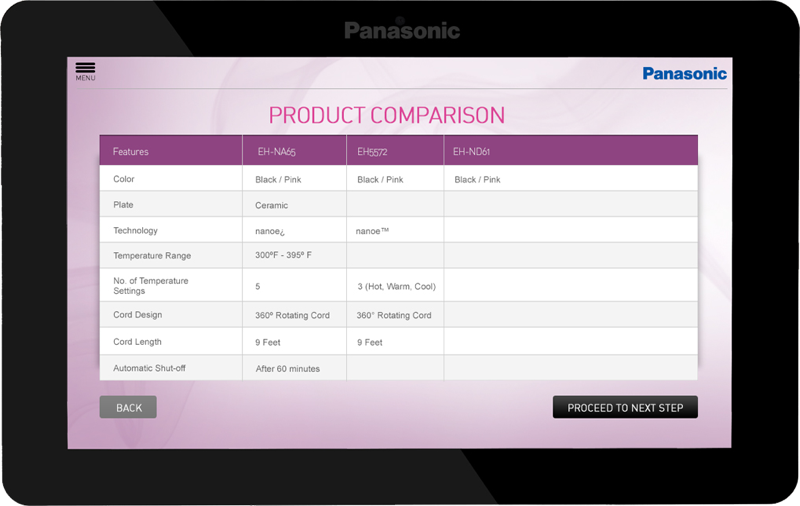 Panasonic
MENU
Panasonic
PRODUCT COMPARISON
Features EH-NA65 EH5572 EH-ND61
Color Black / Pink Black / Pink Black / Pink
Plate Ceramic
Technology nanoe¿ nanoe™
Temperature Range 300ºF - 395º F
No. of Temperature
Settings 5 3 (Hot, Warm, Cool)
Cord Design 360º Rotating Cord 360° Rotating Cord
Cord Length 9 Feet 9 Feet
Automatic Shut-off After 60 minutes
BACK PROCEED TO NEXT STEP